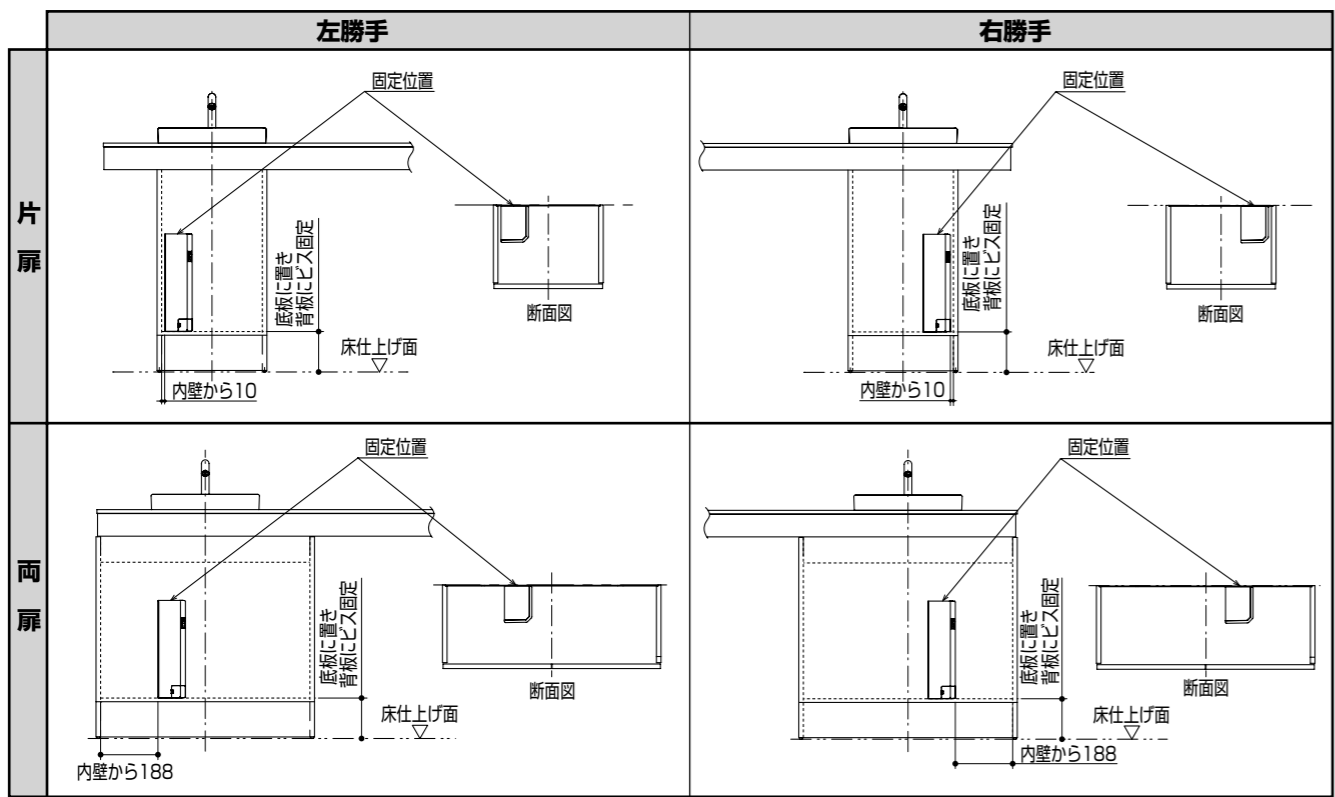 左勝手
右勝手
片扉
固定位置
底板に置き
背板にビス固定
断面図
床仕上げ面
内壁から10
固定位置
底板に置き
背板にビス固定
断面図
床仕上げ面
内壁から10
両扉
固定位置
底板に置き
背板にビス固定
断面図
床仕上げ面
内壁から188
固定位置
底板に置き
背板にビス固定
断面図
床仕上げ面
内壁から188